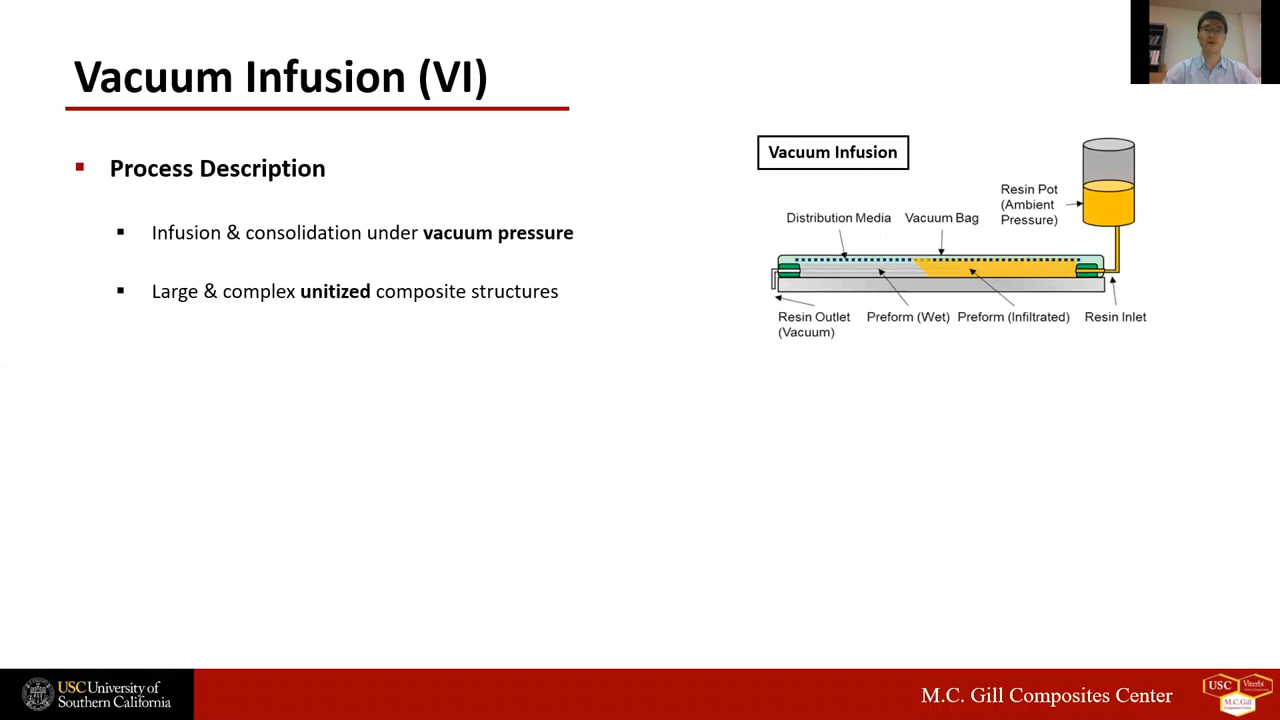 Vacuum Infusion (VI)
Process Description
Infusion & consolidation under vacuum pressure
Large & complex unitized composite structures
Vacuum Infusion
Resin Pot
(Ambient
Pressure)
Distribution Media
Vacuum Bag
Resin Outlet
(Vacuum)
Preform (Wet)
Preform (Infiltrated)
Resin Inlet
USC University of
Southern California
M.C. Gill Composites Center
USC
Viterbi
M.C.Gill